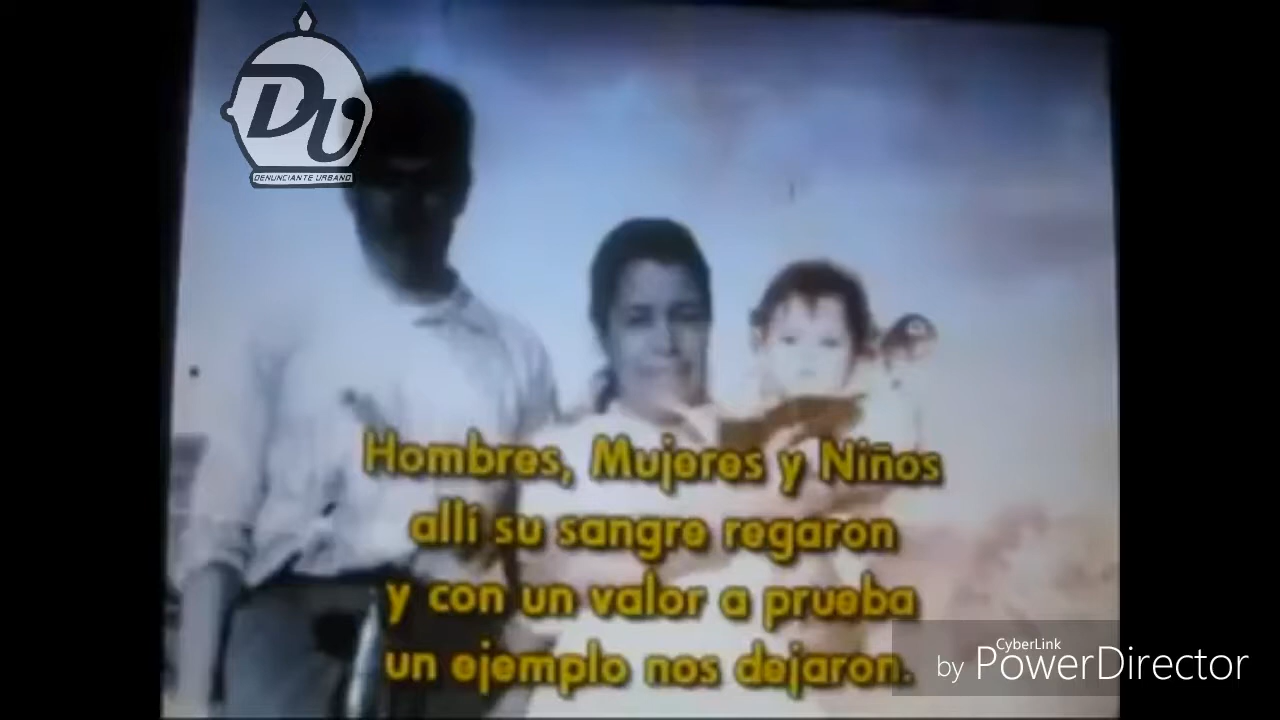 DU
DENUNCIANTE URBANO
Hombres, Mujeres y Niños
allí su sangre regaron
y con un valor a prueba
un ejemplo nos dejaron.
CyberLink
by PowerDirector